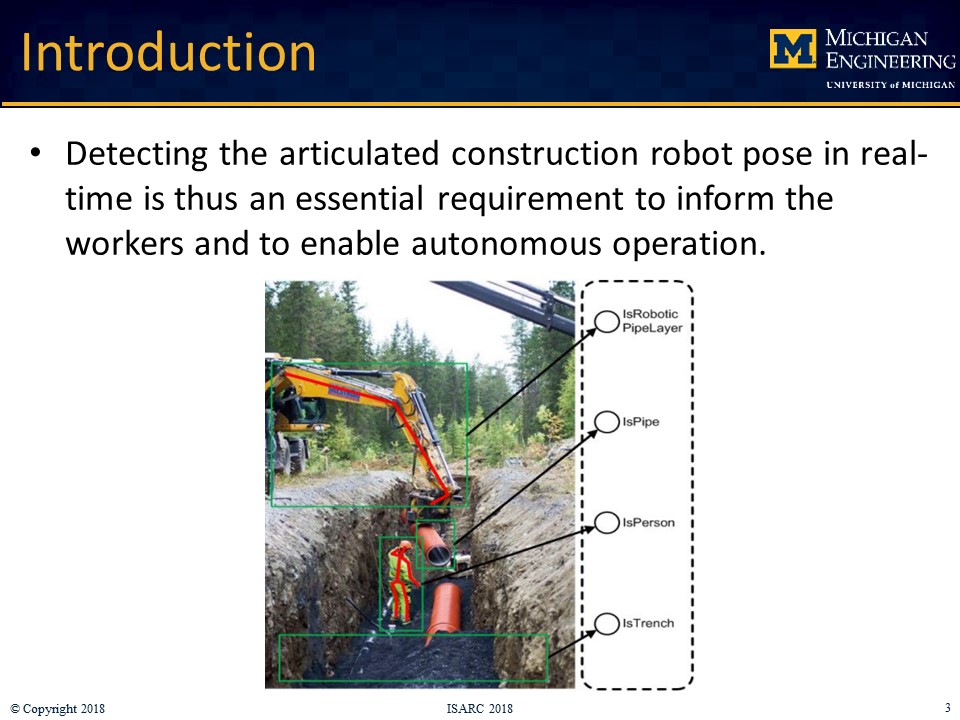 Introduction
MICHIGAN
ENGINEERING
UNIVERSITY of MICHIGAN
• Detecting the articulated construction robot pose in real-
time is thus an essential requirement to inform the
workers and to enable autonomous operation.
IsRobotic
PipeLayer
IsPipe
IsPerson
IsTrench
© Copyright 2018
ISARC 2018
3